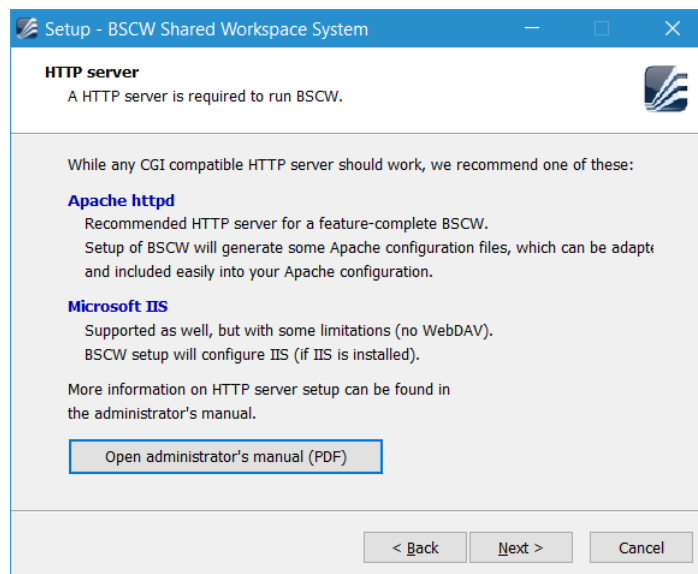 Setup - BSCW Shared Workspace System
HTTP server
A HTTP server is required to run BSCW.
While any CGI compatible HTTP server should work, we recommend one of these:
Apache httpd
Recommended HTTP server for a feature-complete BSCW.
Setup of BSCW will generate some Apache configuration files, which can be adapte
and included easily into your Apache configuration.
Microsoft IIS
Supported as well, but with some limitations (no WebDAV).
BSCW setup will configure IIS (if IIS is installed).
More information on HTTP server setup can be found in
the administrator's manual.
Open administrator's manual (PDF)
< Back Next > Cancel